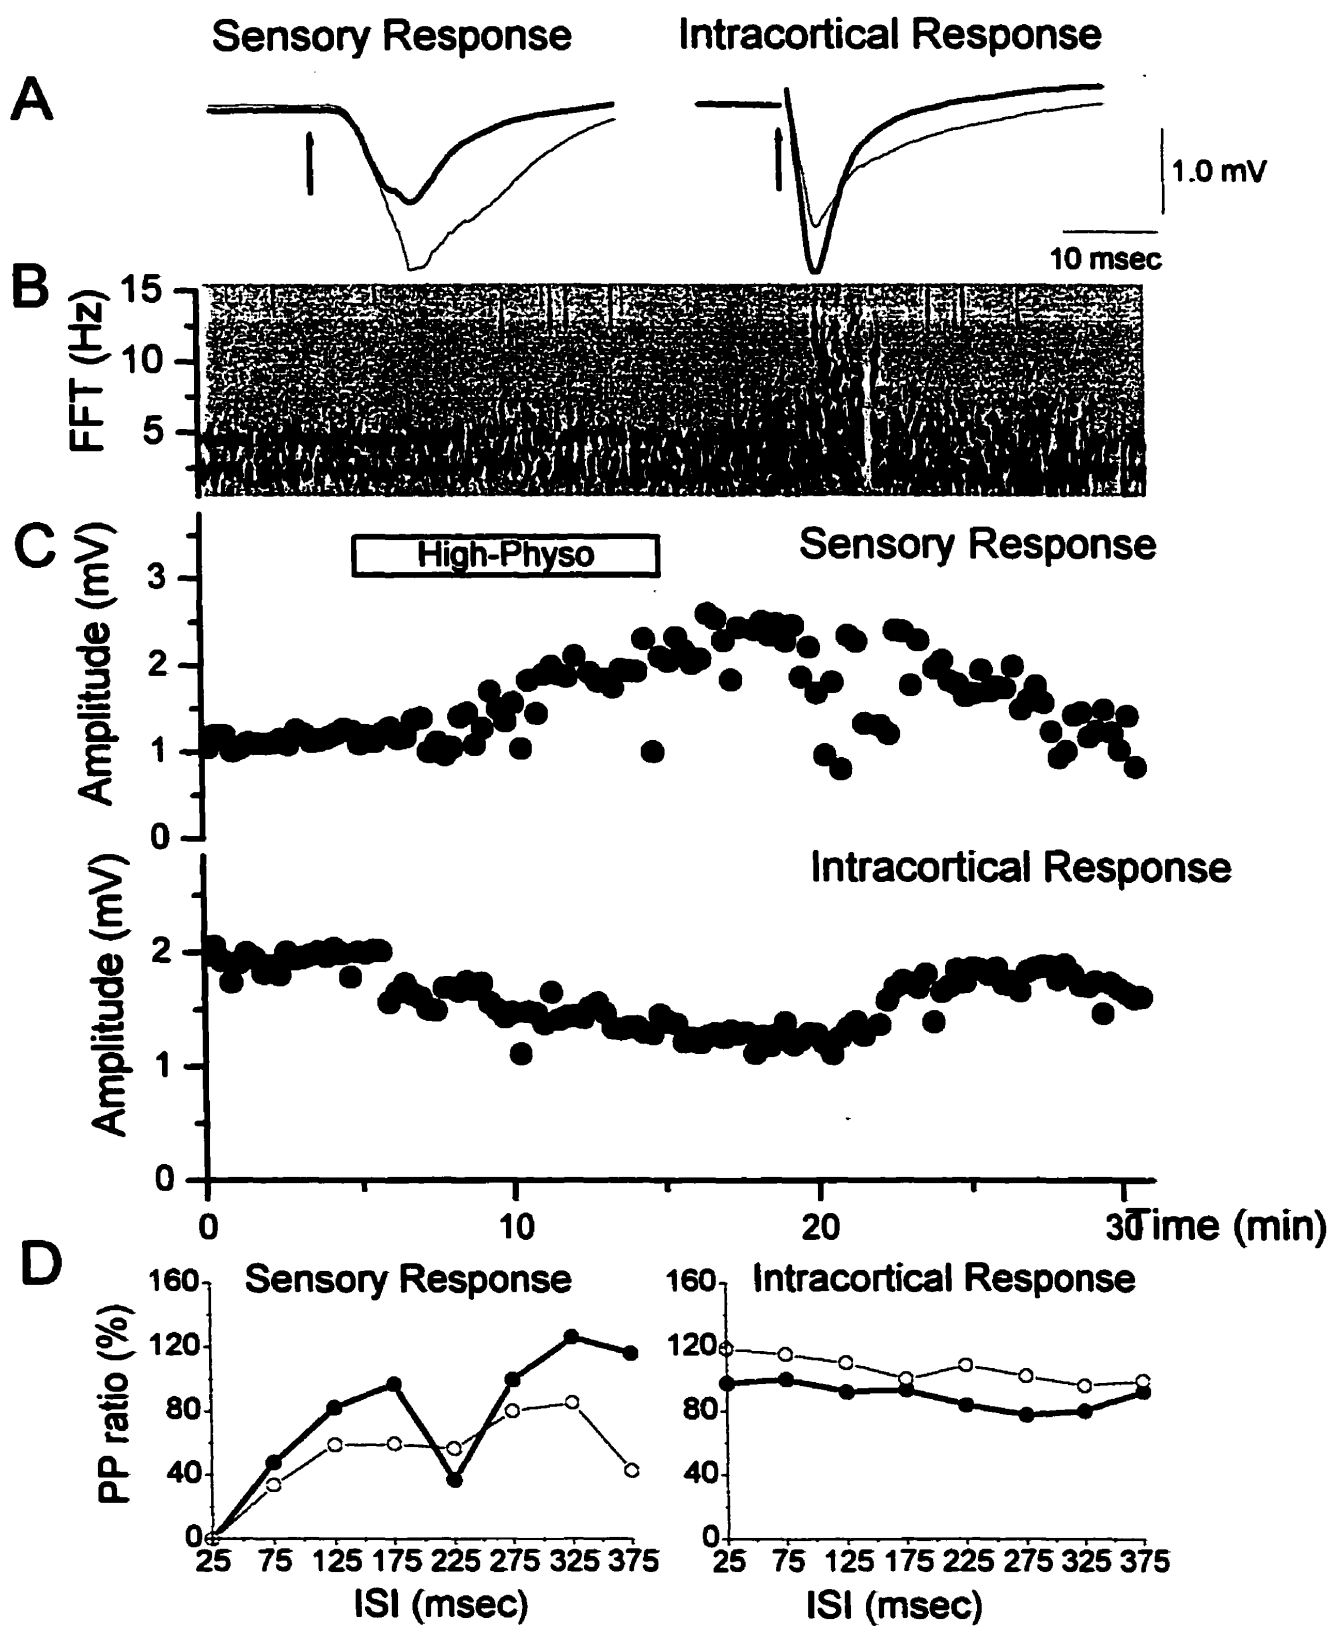 Sensory Response Intracortical Response
A
1.0 mV
10 msec
B
FFT (Hz)
15
10
5
C
High-Physo
Sensory Response
Amplitude (mV)
3
2
1
0
Intracortical Response
Amplitude (mV)
2
1
0
0 10 20 30 Time (min)
D
Sensory Response
PP ratio (%)
160
120
80
40
0
25 75 125 175 225 275 325 375
ISI (msec)
Intracortical Response
160
120
80
40
0
25 75 125 175 225 275 325 375
ISI (msec)